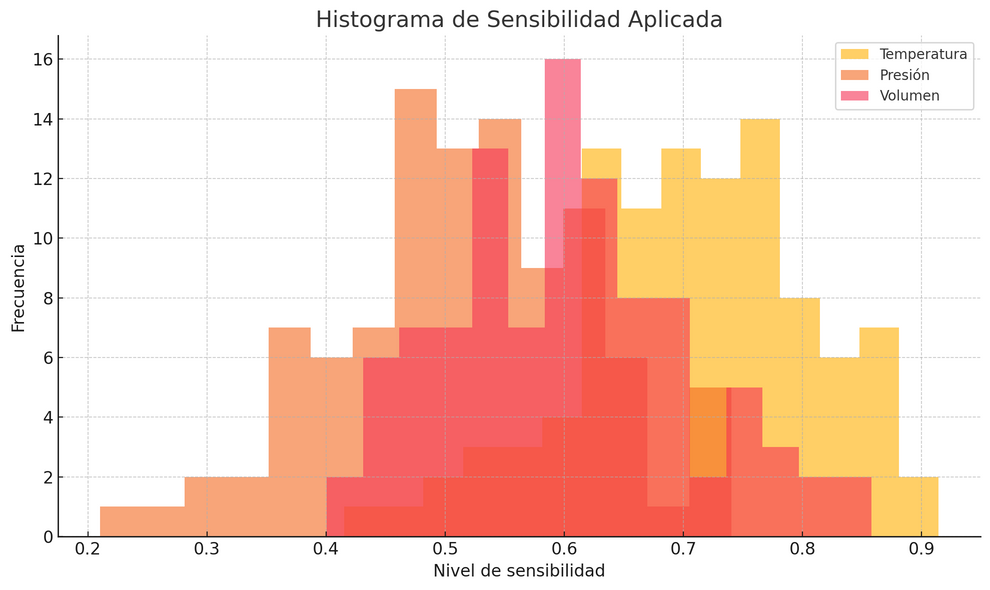 Histograma de Sensibilidad Aplicada
Temperatura
Presión
Volumen
Frecuencia
16
14
12
10
8
6
4
2
0
0.2 0.3 0.4 0.5 0.6 0.7 0.8 0.9
Nivel de sensibilidad